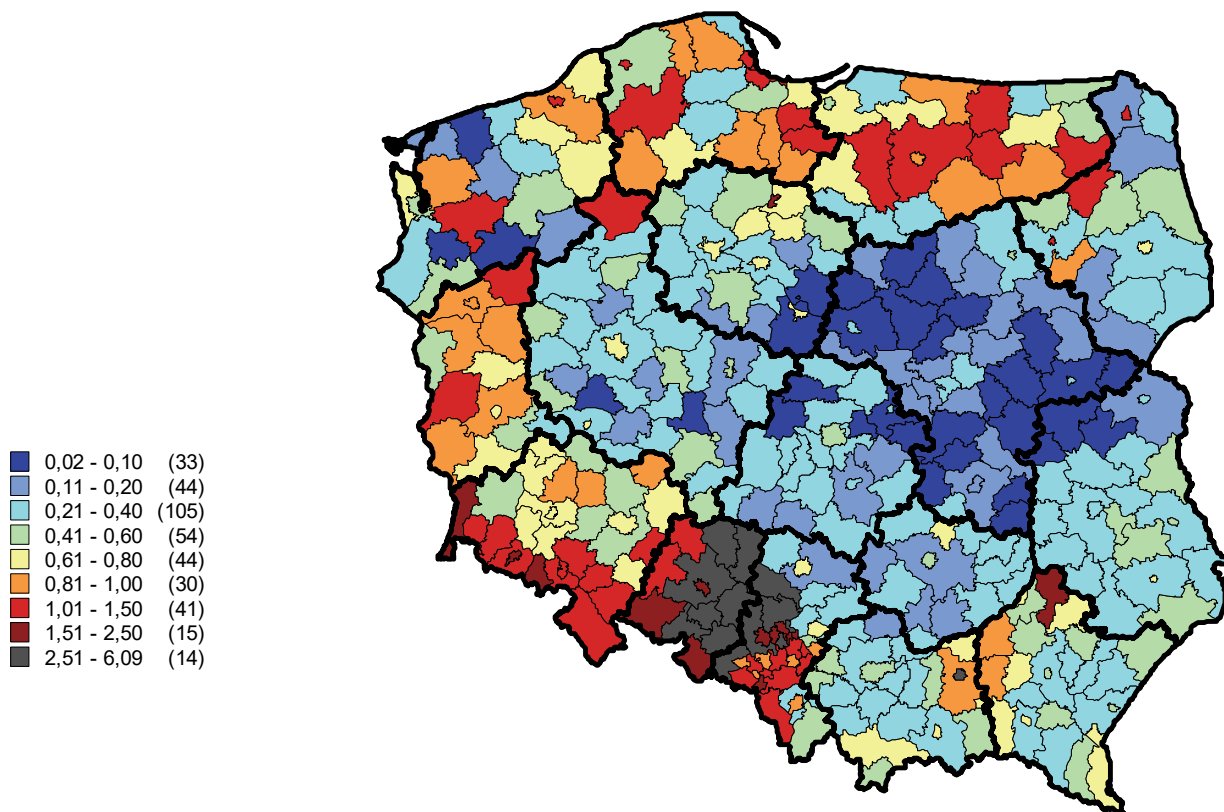 0,02 - 0,10 (33)
0,11 - 0,20 (44)
0,21 - 0,40 (105)
0,41 - 0,60 (54)
0,61 - 0,80 (44)
0,81 - 1,00 (30)
1,01 - 1,50 (41)
1,51 - 2,50 (15)
2,51 - 6,09 (14)